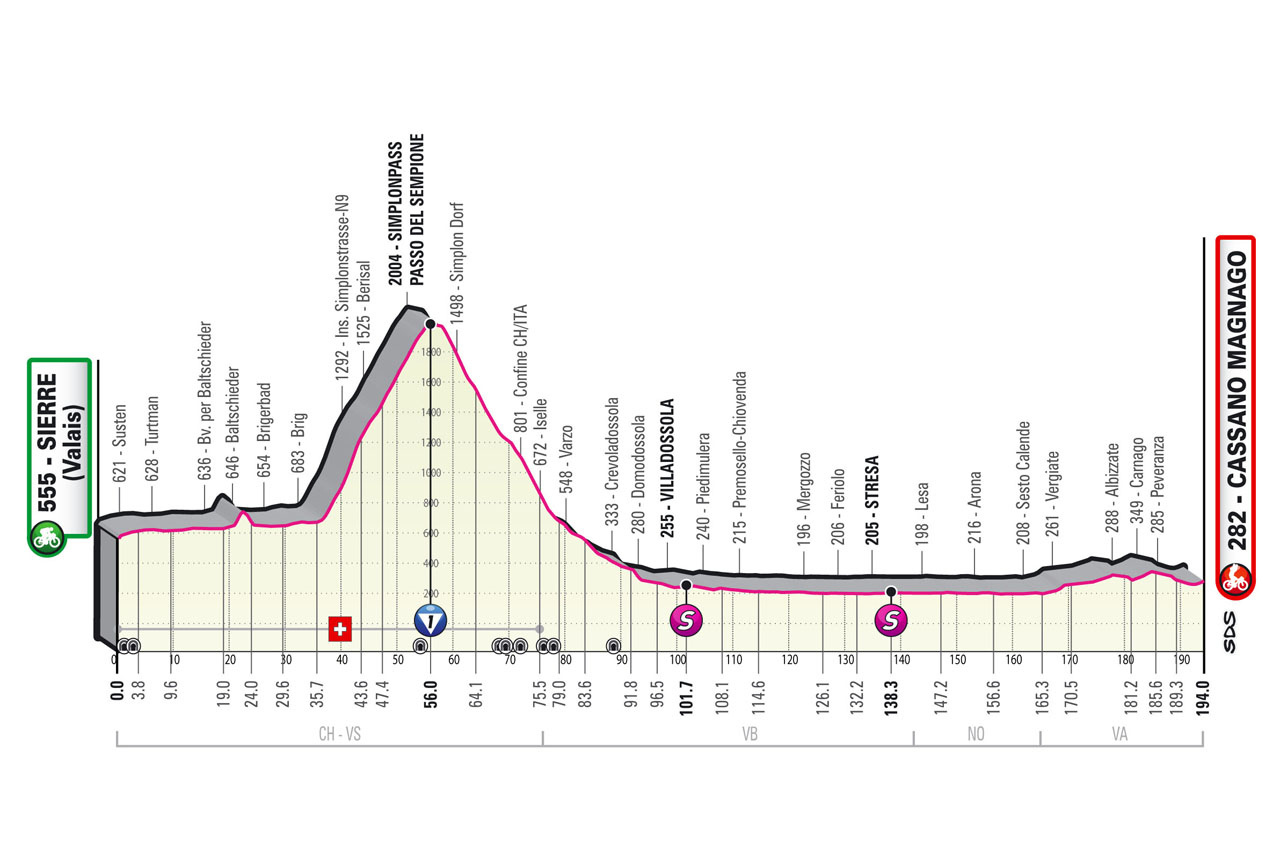 555 - SIERRE
(Valais)
621 - Susten
628 - Turtman
636 - Bv. per Baltschieder
646 - Baltschieder
654 - Brigerbad
683 - Brig
1292 - Ins. Simplonstrasse-N9
1525 - Berisal
2004 - SIMPLONPASS
PASSO DEL SEMPIONE
1498 - Simplon Dorf
801 - Confine CH/ITA
672 - Iselle
548 - Varzo
333 - Crevoladossola
280 - Domodossola
255 - VILLADOSSOLA
240 - Piedimulera
215 - Premosello-Chiovenda
196 - Mergozzo
206 - Feriolo
205 - STRESA
198 - Lesa
216 - Arona
208 - Sesto Calende
261 - Vergiate
288 - Albizzate
349 - Carnago
285 - Peveranza
282 - CASSANO MAGNAGO
1800
1600
1400
1200
1000
800
600
400
200
1
S
S
SDS
0 10 20 30 40 50 60 70 80 90 100 110 120 130 140 150 160 170 180 190
0.0 3.8 9.6 19.0 24.0 29.6 35.7 43.6 47.4 56.0 64.1 75.5 79.0 83.6 91.8 96.5 101.7 108.1 114.6 126.1 132.2 138.3 147.2 156.6 165.3 170.5 181.2 185.6 189.3 194.0
CH - VS VB NO VA